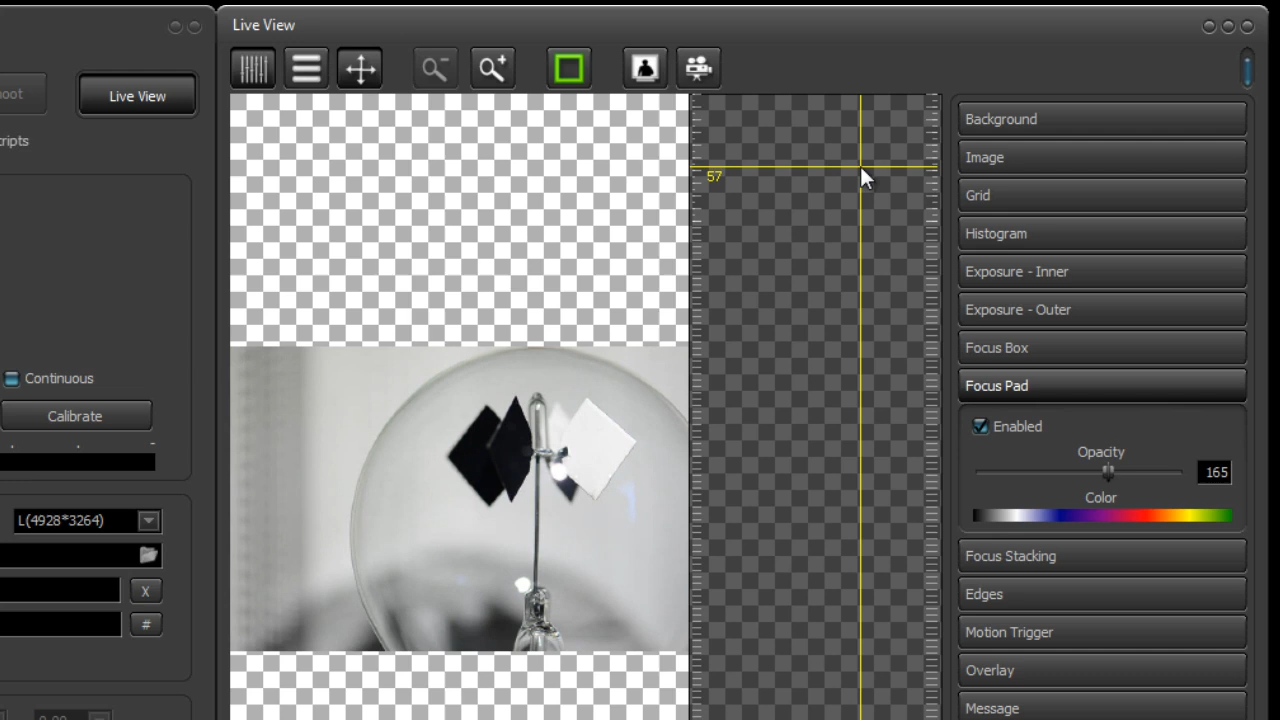 Live View
oot
Live View
cripts
Continuous
Calibrate
L(4928*3264)
X
#
57
Background
Image
Grid
Histogram
Exposure - Inner
Exposure - Outer
Focus Box
Focus Pad
Enabled
Opacity
165
Color
Focus Stacking
Edges
Motion Trigger
Overlay
Message